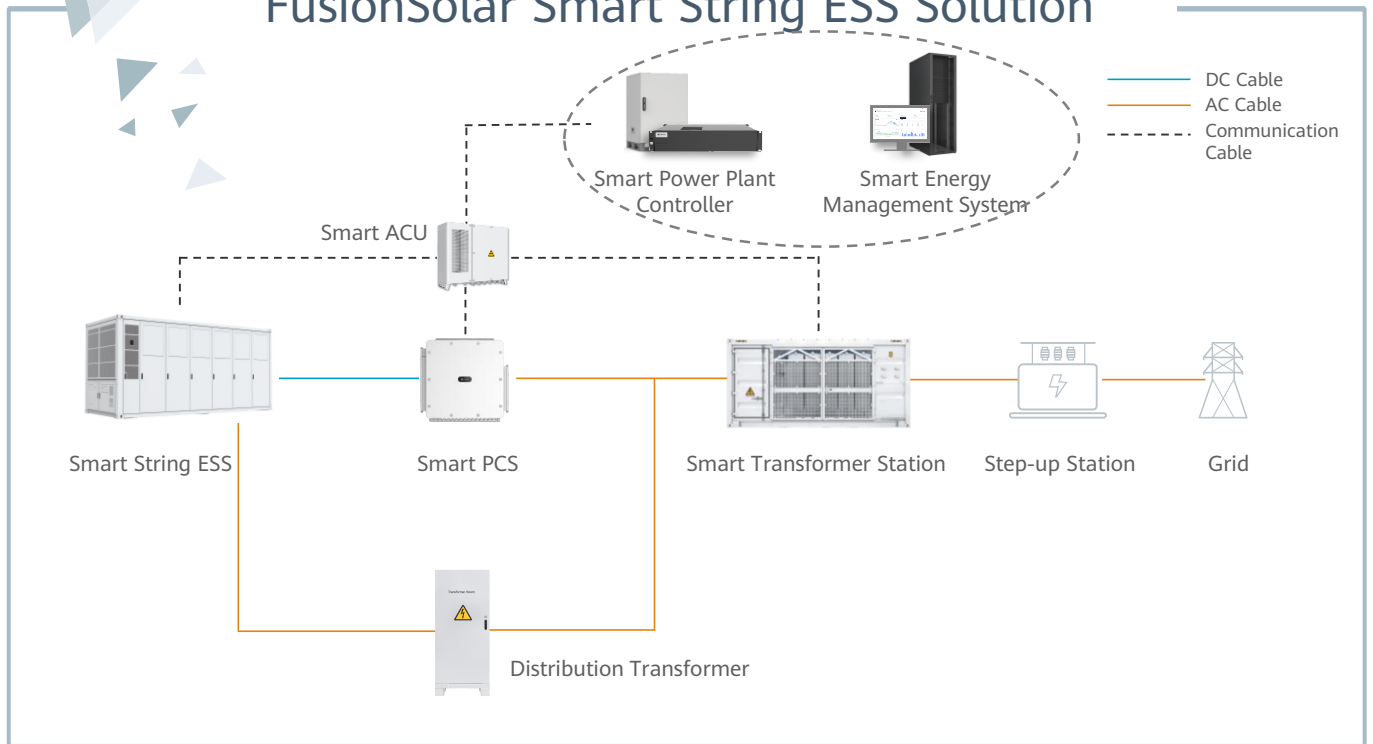 FusionSolar Smart String ESS Solution
DC Cable
AC Cable
Communication
Cable
Smart Power Plant
Controller
Smart Energy
Management System
Smart ACU
Smart String ESS
Smart PCS
Smart Transformer Station
Step-up Station
Grid
Distribution Transformer